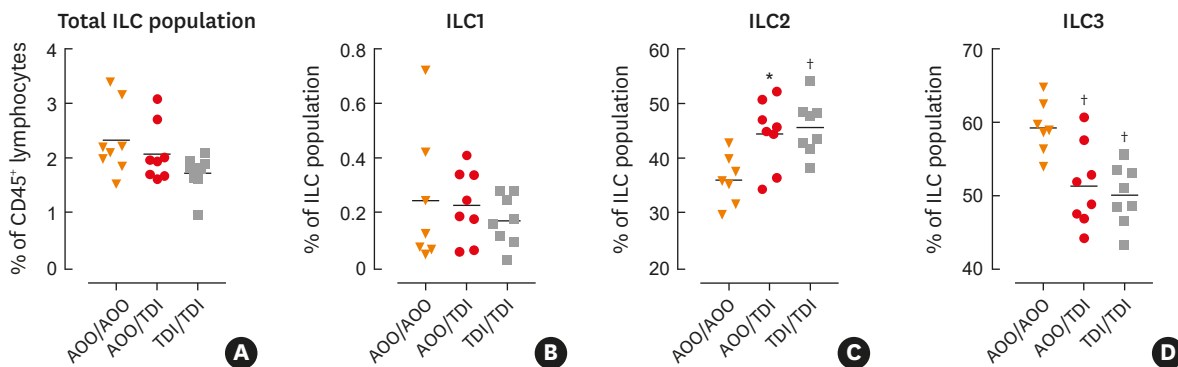 Total ILC population
% of CD45⁺ lymphocytes
4
3
2
1
0
AOO/AOO
AOO/TDI
TDI/TDI
A
ILC1
% of ILC population
0.8
0.6
0.4
0.2
0
AOO/AOO
AOO/TDI
TDI/TDI
B
ILC2
% of ILC population
60
50
40
30
20
*
†
AOO/AOO
AOO/TDI
TDI/TDI
C
ILC3
% of ILC population
70
60
50
40
†
†
AOO/AOO
AOO/TDI
TDI/TDI
D